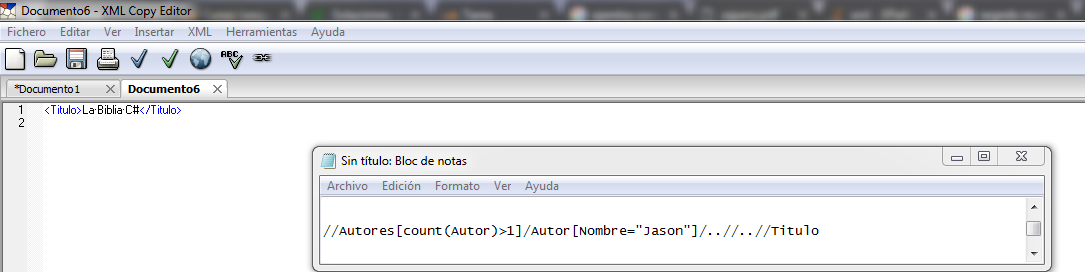 Documento6 - XML Copy Editor
Fichero Editar Ver Insertar XML Herramientas Ayuda
ABC
*Documento1 Documento6
1 <Titulo>La·Biblia·C#</Titulo>
2
Sin título: Bloc de notas
Archivo Edición Formato Ver Ayuda
//Autores[count(Autor)>1]/Autor[Nombre="Jason"]/..//..//Titulo